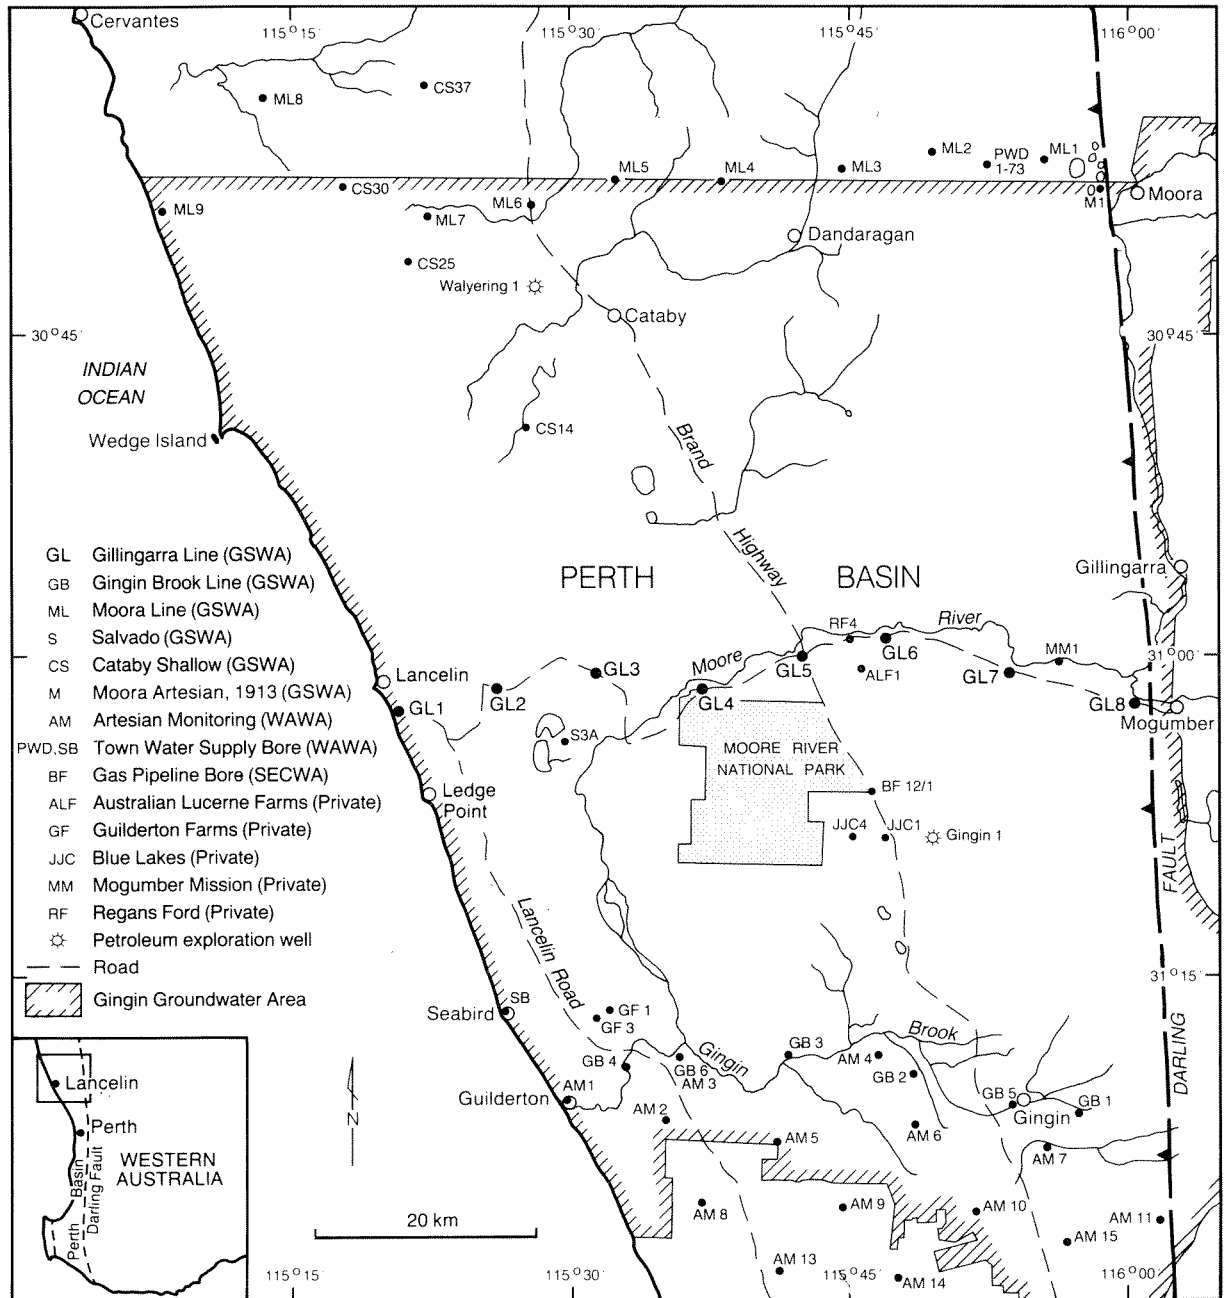 Cervantes
115°15'
115°30'
115°45'
116°00'
CS37
ML8
ML2
PWD
1-73
ML1
ML5
ML4
ML3
CS30
M1
Moora
ML9
ML7
ML6
Dandaragan
CS25
Walyering 1
Cataby
30°45'
30°45'
INDIAN
OCEAN
Wedge Island
CS14
Brand
Highway
GL Gillingarra Line (GSWA)
GB Gingin Brook Line (GSWA)
ML Moora Line (GSWA)
S Salvado (GSWA)
CS Cataby Shallow (GSWA)
M Moora Artesian, 1913 (GSWA)
AM Artesian Monitoring (WAWA)
PWD,SB Town Water Supply Bore (WAWA)
BF Gas Pipeline Bore (SECWA)
ALF Australian Lucerne Farms (Private)
GF Guilderton Farms (Private)
JJC Blue Lakes (Private)
MM Mogumber Mission (Private)
RF Regans Ford (Private)
Petroleum exploration well
Road
Gingin Groundwater Area
PERTH BASIN
Gillingarra
RF4
River
GL6
MM1
31°00'
Moore
GL5
ALF1
GL7
Lancelin
GL3
GL2
GL1
GL4
GL8
Mogumber
S3A
MOORE RIVER
NATIONAL PARK
BF 12/1
Ledge
Point
JJC4
JJC1
Gingin 1
FAULT
Lancelin Road
31°15'
SB
Seabird
GF 1
GF 3
DARLING
Brook
Gingin
GB 3
AM 4
GB 4
GB 6
AM 3
GB 2
AM1
Guilderton
GB 5
Gingin
GB 1
AM 2
AM 5
AM 6
AM 7
N
AM 8
AM 9
AM 10
AM 11
AM 15
20 km
AM 13
AM 14
115°15'
115°30'
115°45'
116°00'
Lancelin
Perth
WESTERN
AUSTRALIA
Perth Basin
Darling Fault